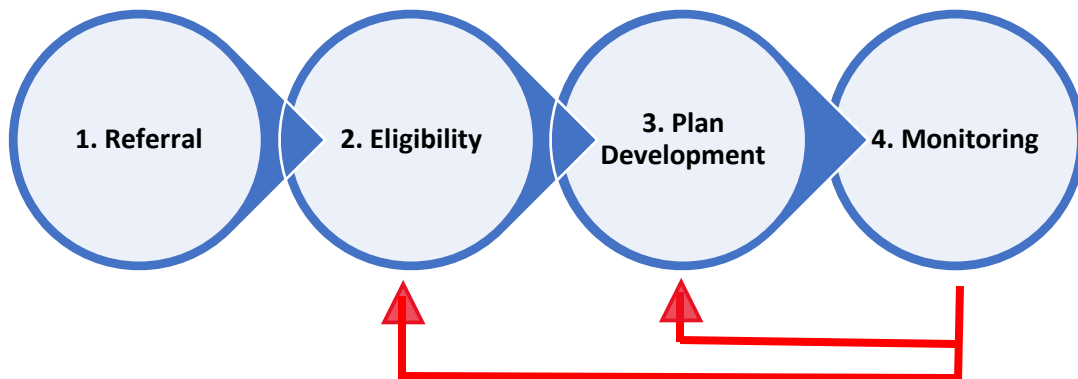 1. Referral
2. Eligibility
3. Plan
Development
4. Monitoring